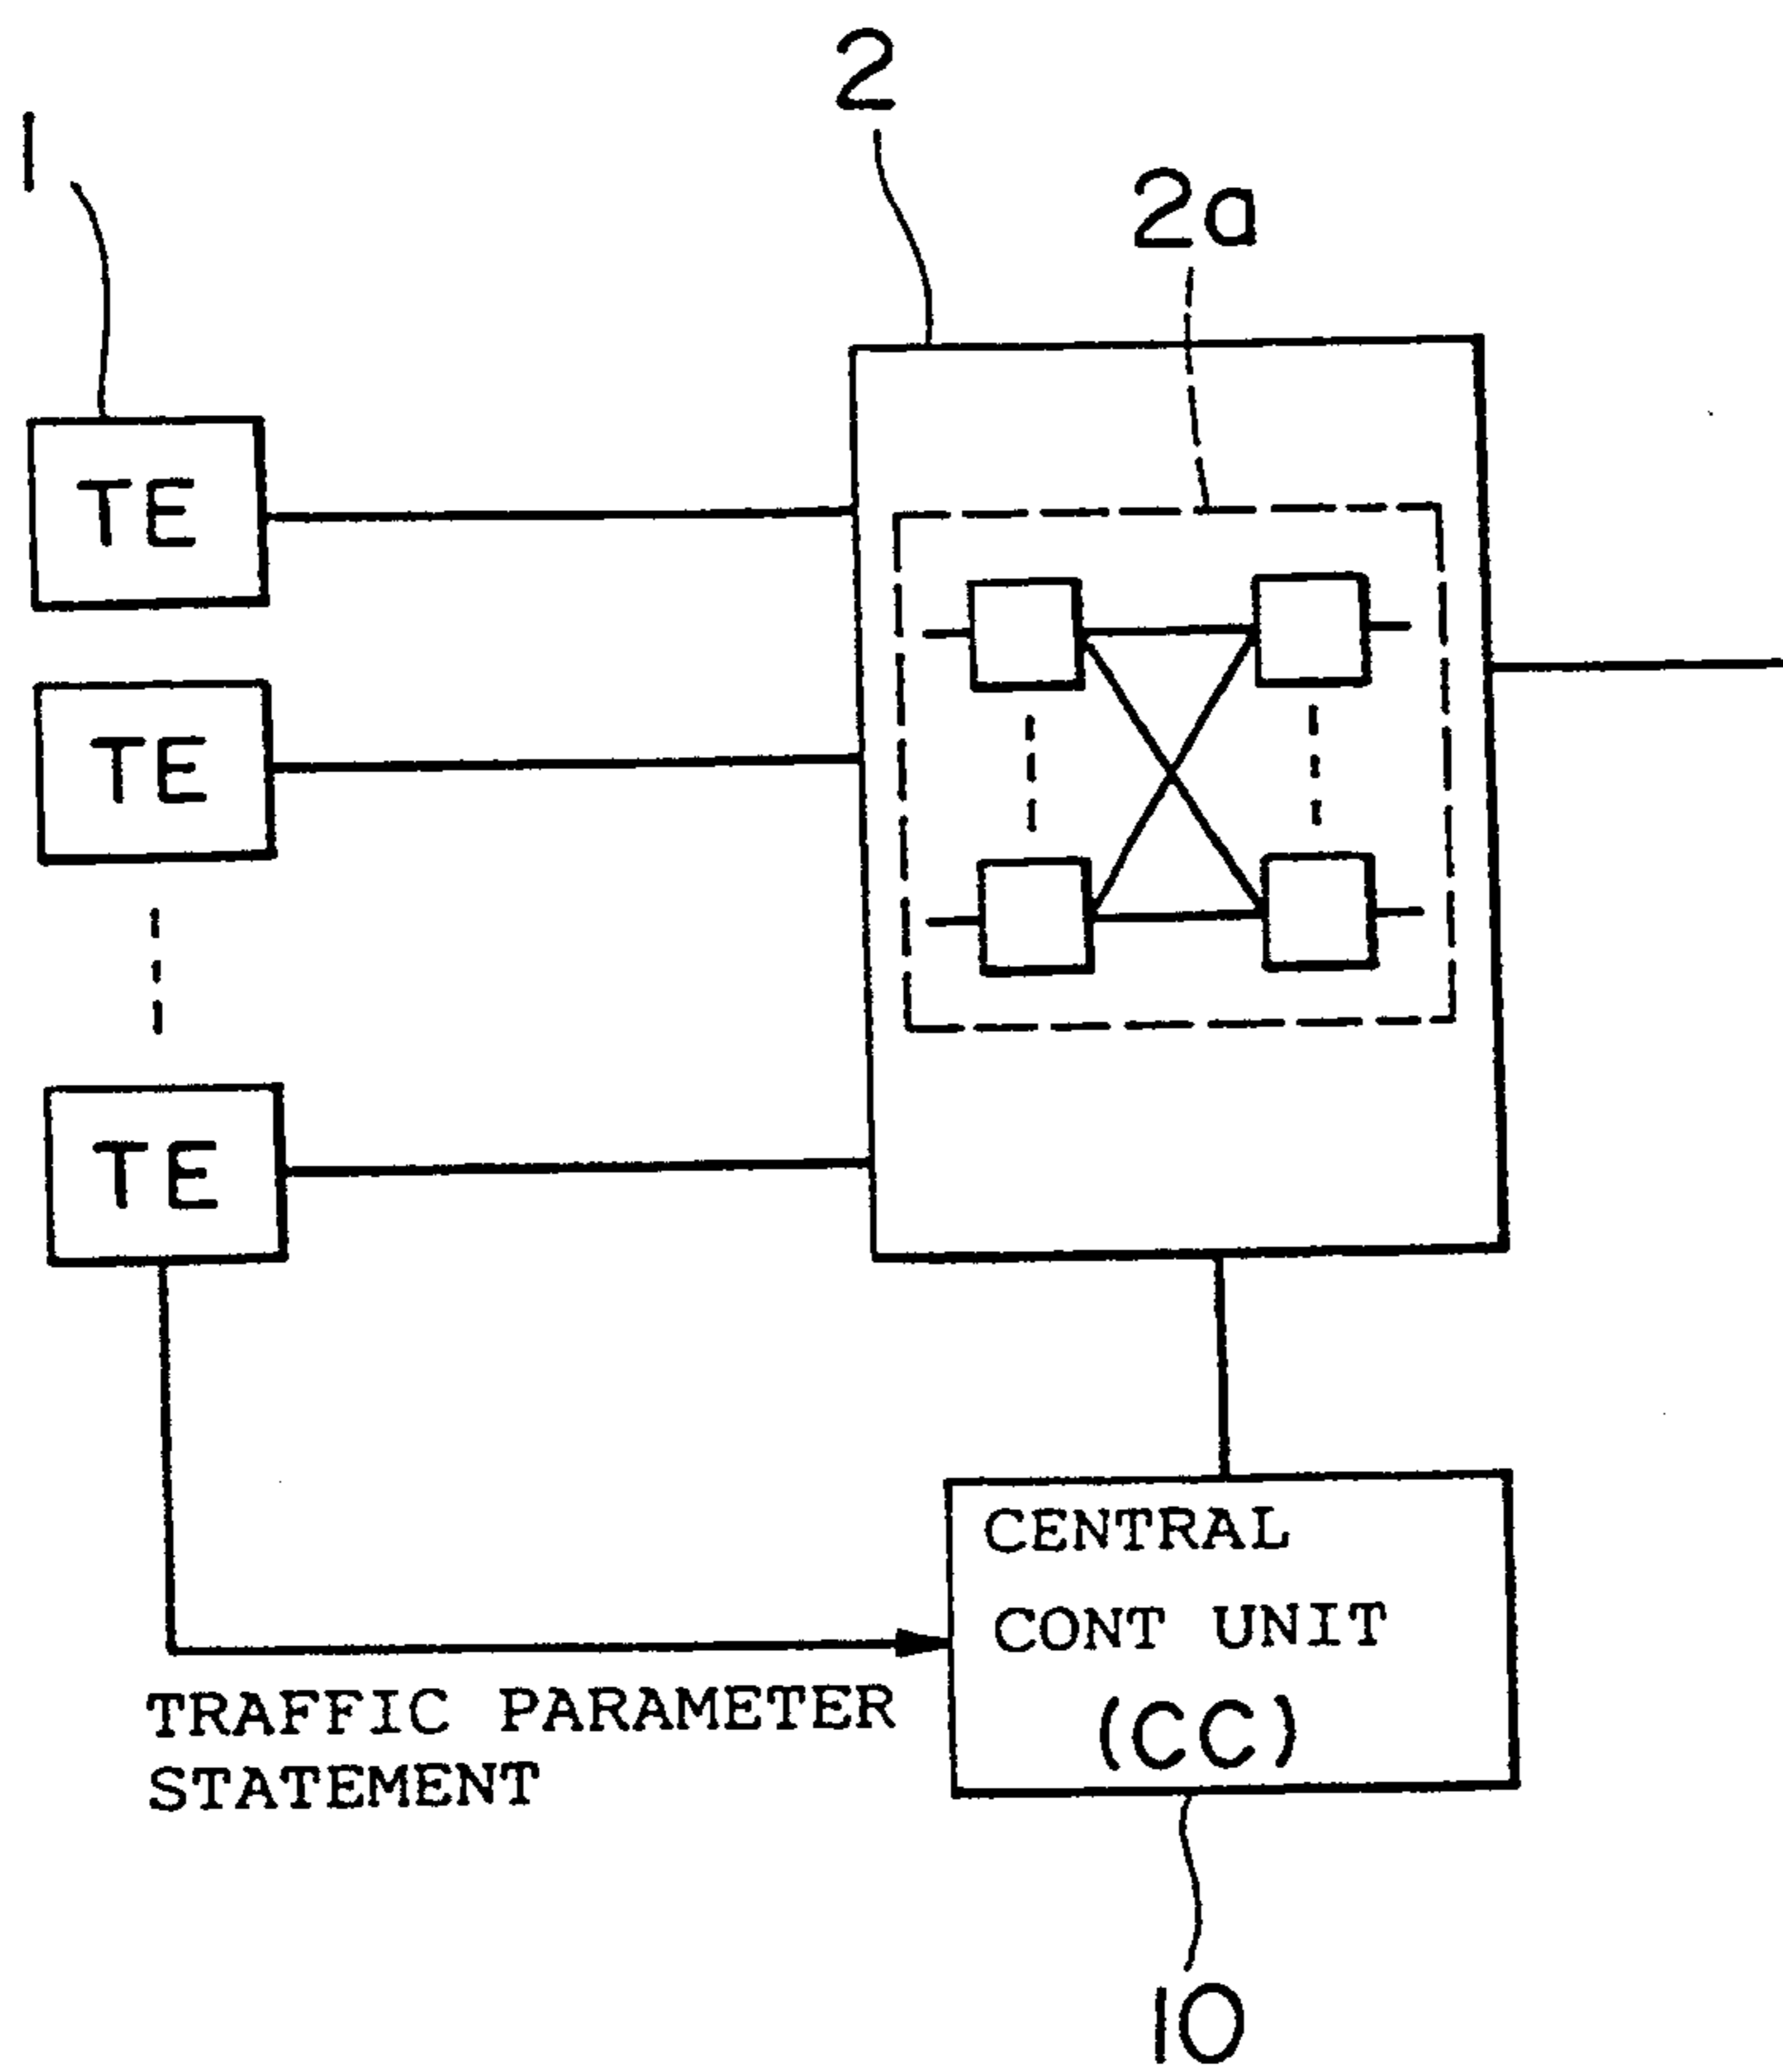 1
2
2a
TE
TE
TE
CENTRAL
CONT UNIT
(CC)
TRAFFIC PARAMETER
STATEMENT
10